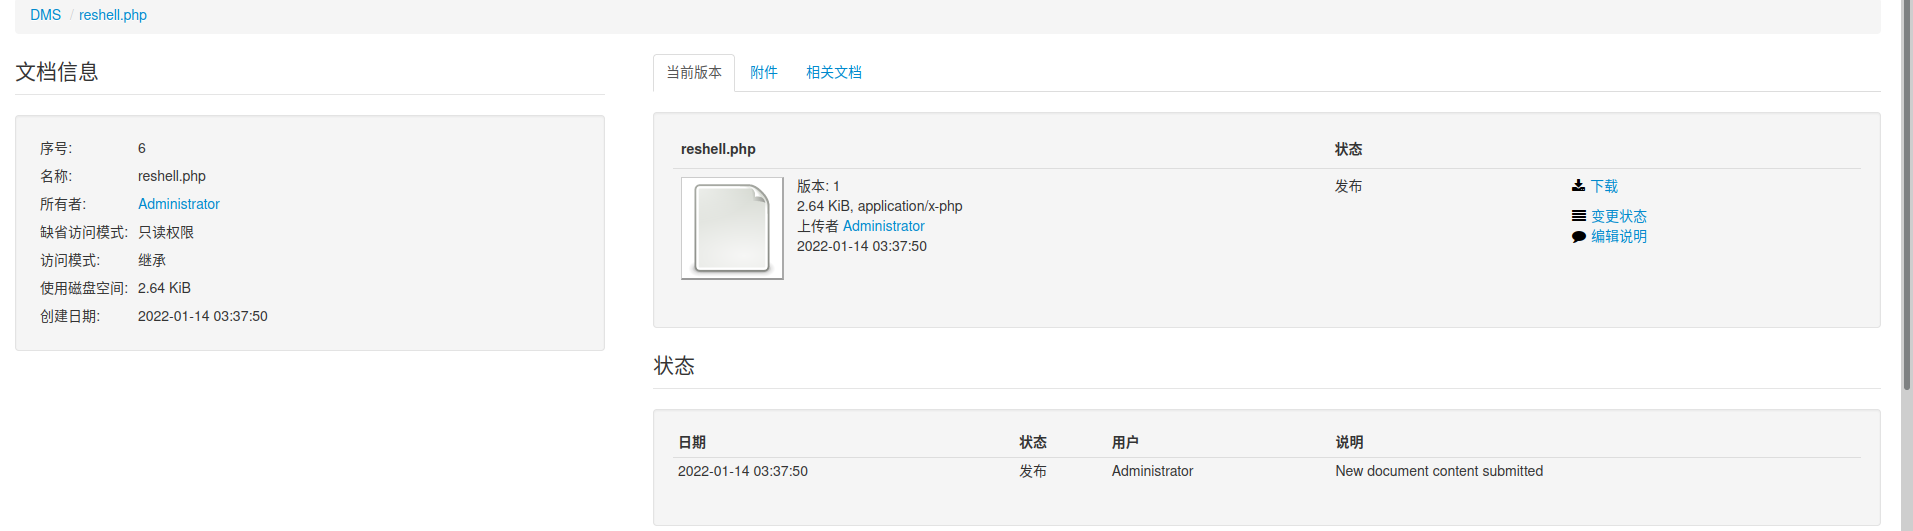 DMS / reshell.php
文档信息
序号: 6
名称: reshell.php
所有者: Administrator
缺省访问模式: 只读权限
访问模式: 继承
使用磁盘空间: 2.64 KiB
创建日期: 2022-01-14 03:37:50
当前版本 附件 相关文档
reshell.php 状态
版本: 1 发布 下载
2.64 KiB, application/x-php 变更状态
上传者 Administrator 编辑说明
2022-01-14 03:37:50
状态
日期 状态 用户 说明
2022-01-14 03:37:50 发布 Administrator New document content submitted